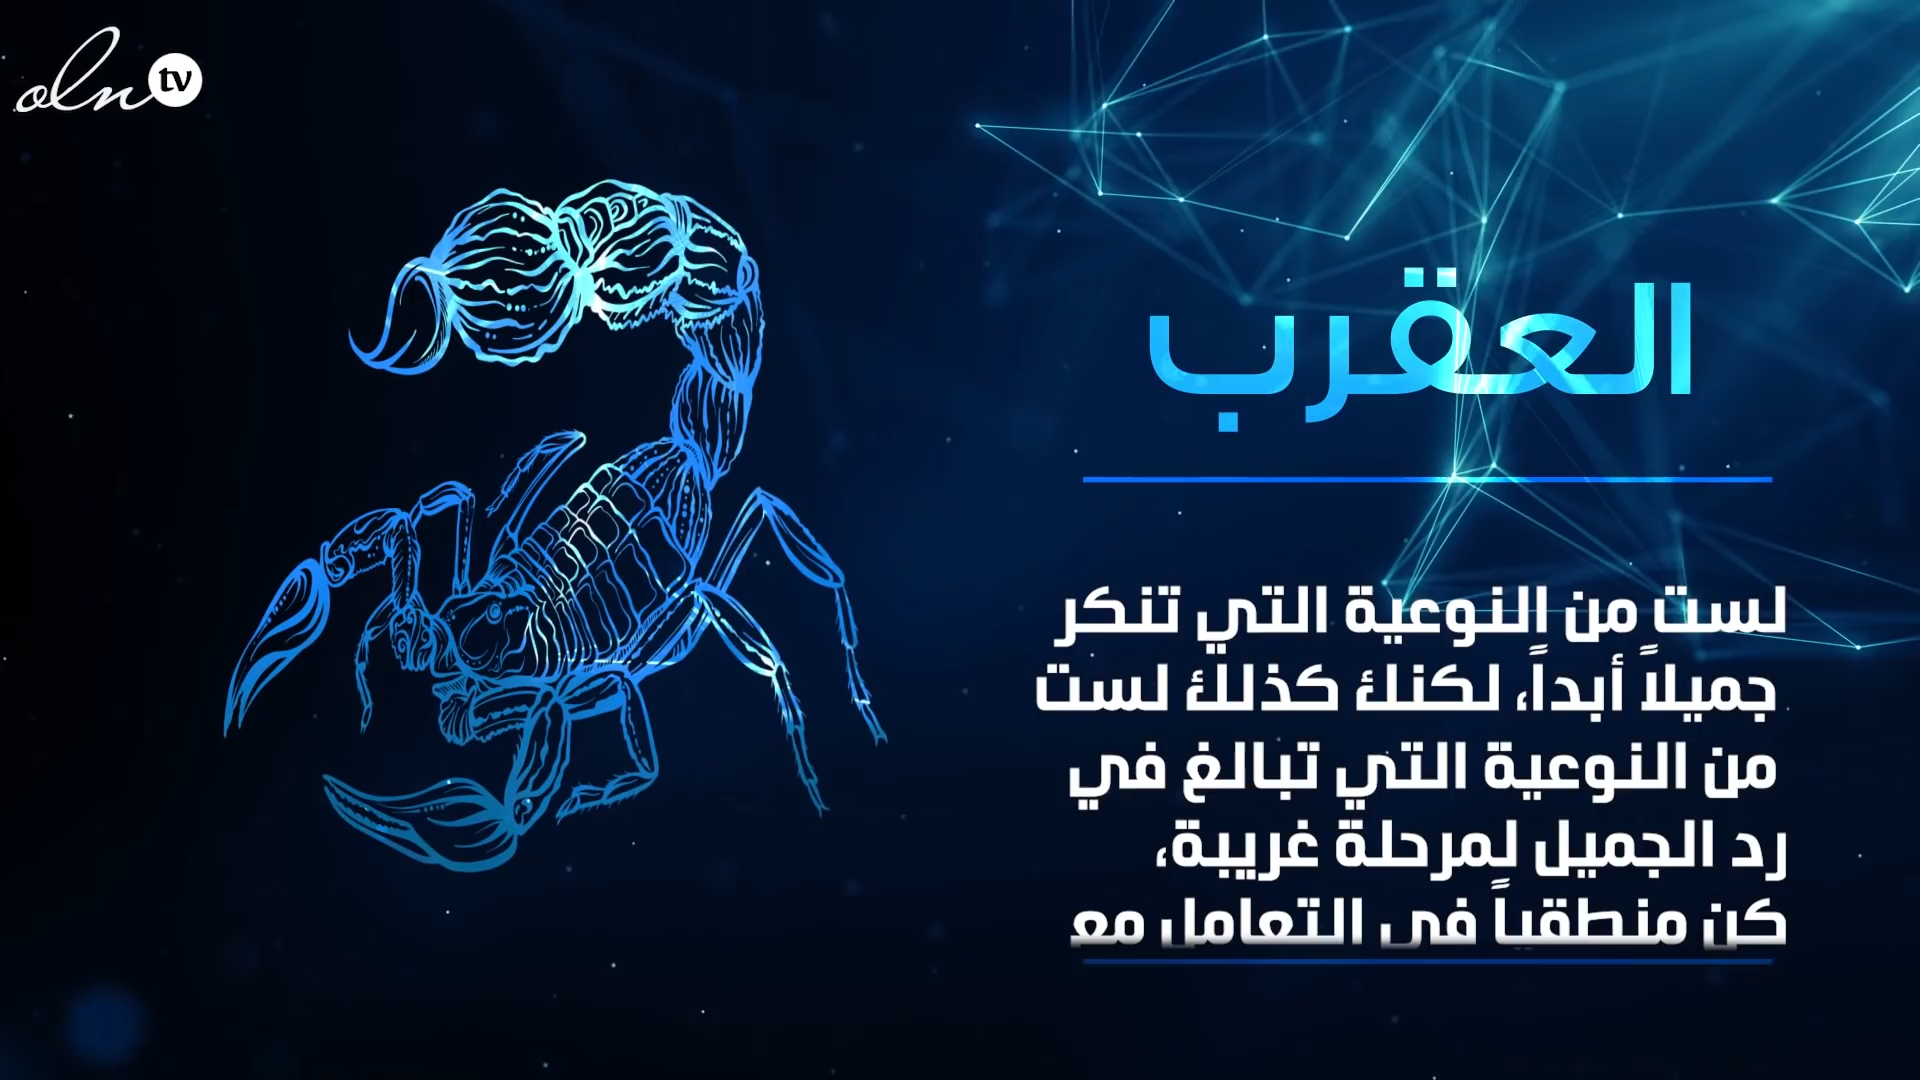 oln tv
العقرب
لست من النوعية التي تنكر
جميلاً أبداً، لكنك كذلك لست
من النوعية التي تبالغ في
رد الجميل لمرحلة غريبة،
كن منطقياً في التعامل مع